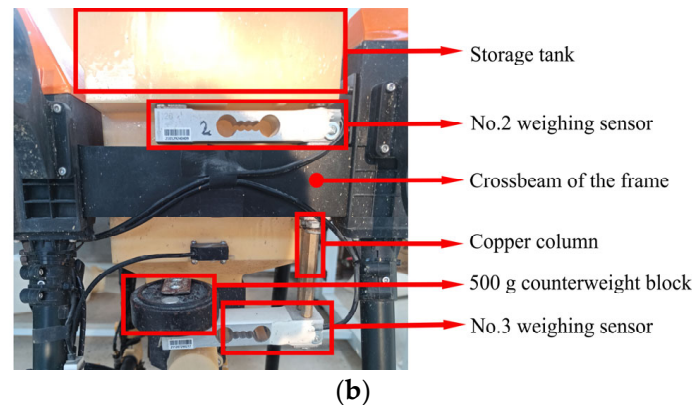 Storage tank
2
No.2 weighing sensor
Crossbeam of the frame
Copper column
500 g counterweight block
No.3 weighing sensor
(b)